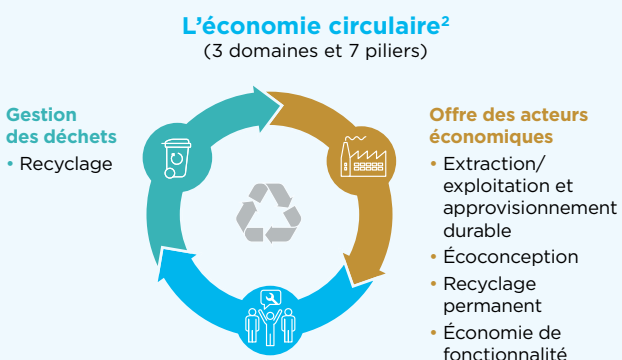 L'économie circulaire²
(3 domaines et 7 piliers)
Gestion
des déchets
• Recyclage
Offre des acteurs
économiques
• Extraction/
exploitation et
approvisionnement
durable
• Écoconception
• Recyclage
permanent
• Économie de
fonctionnalité